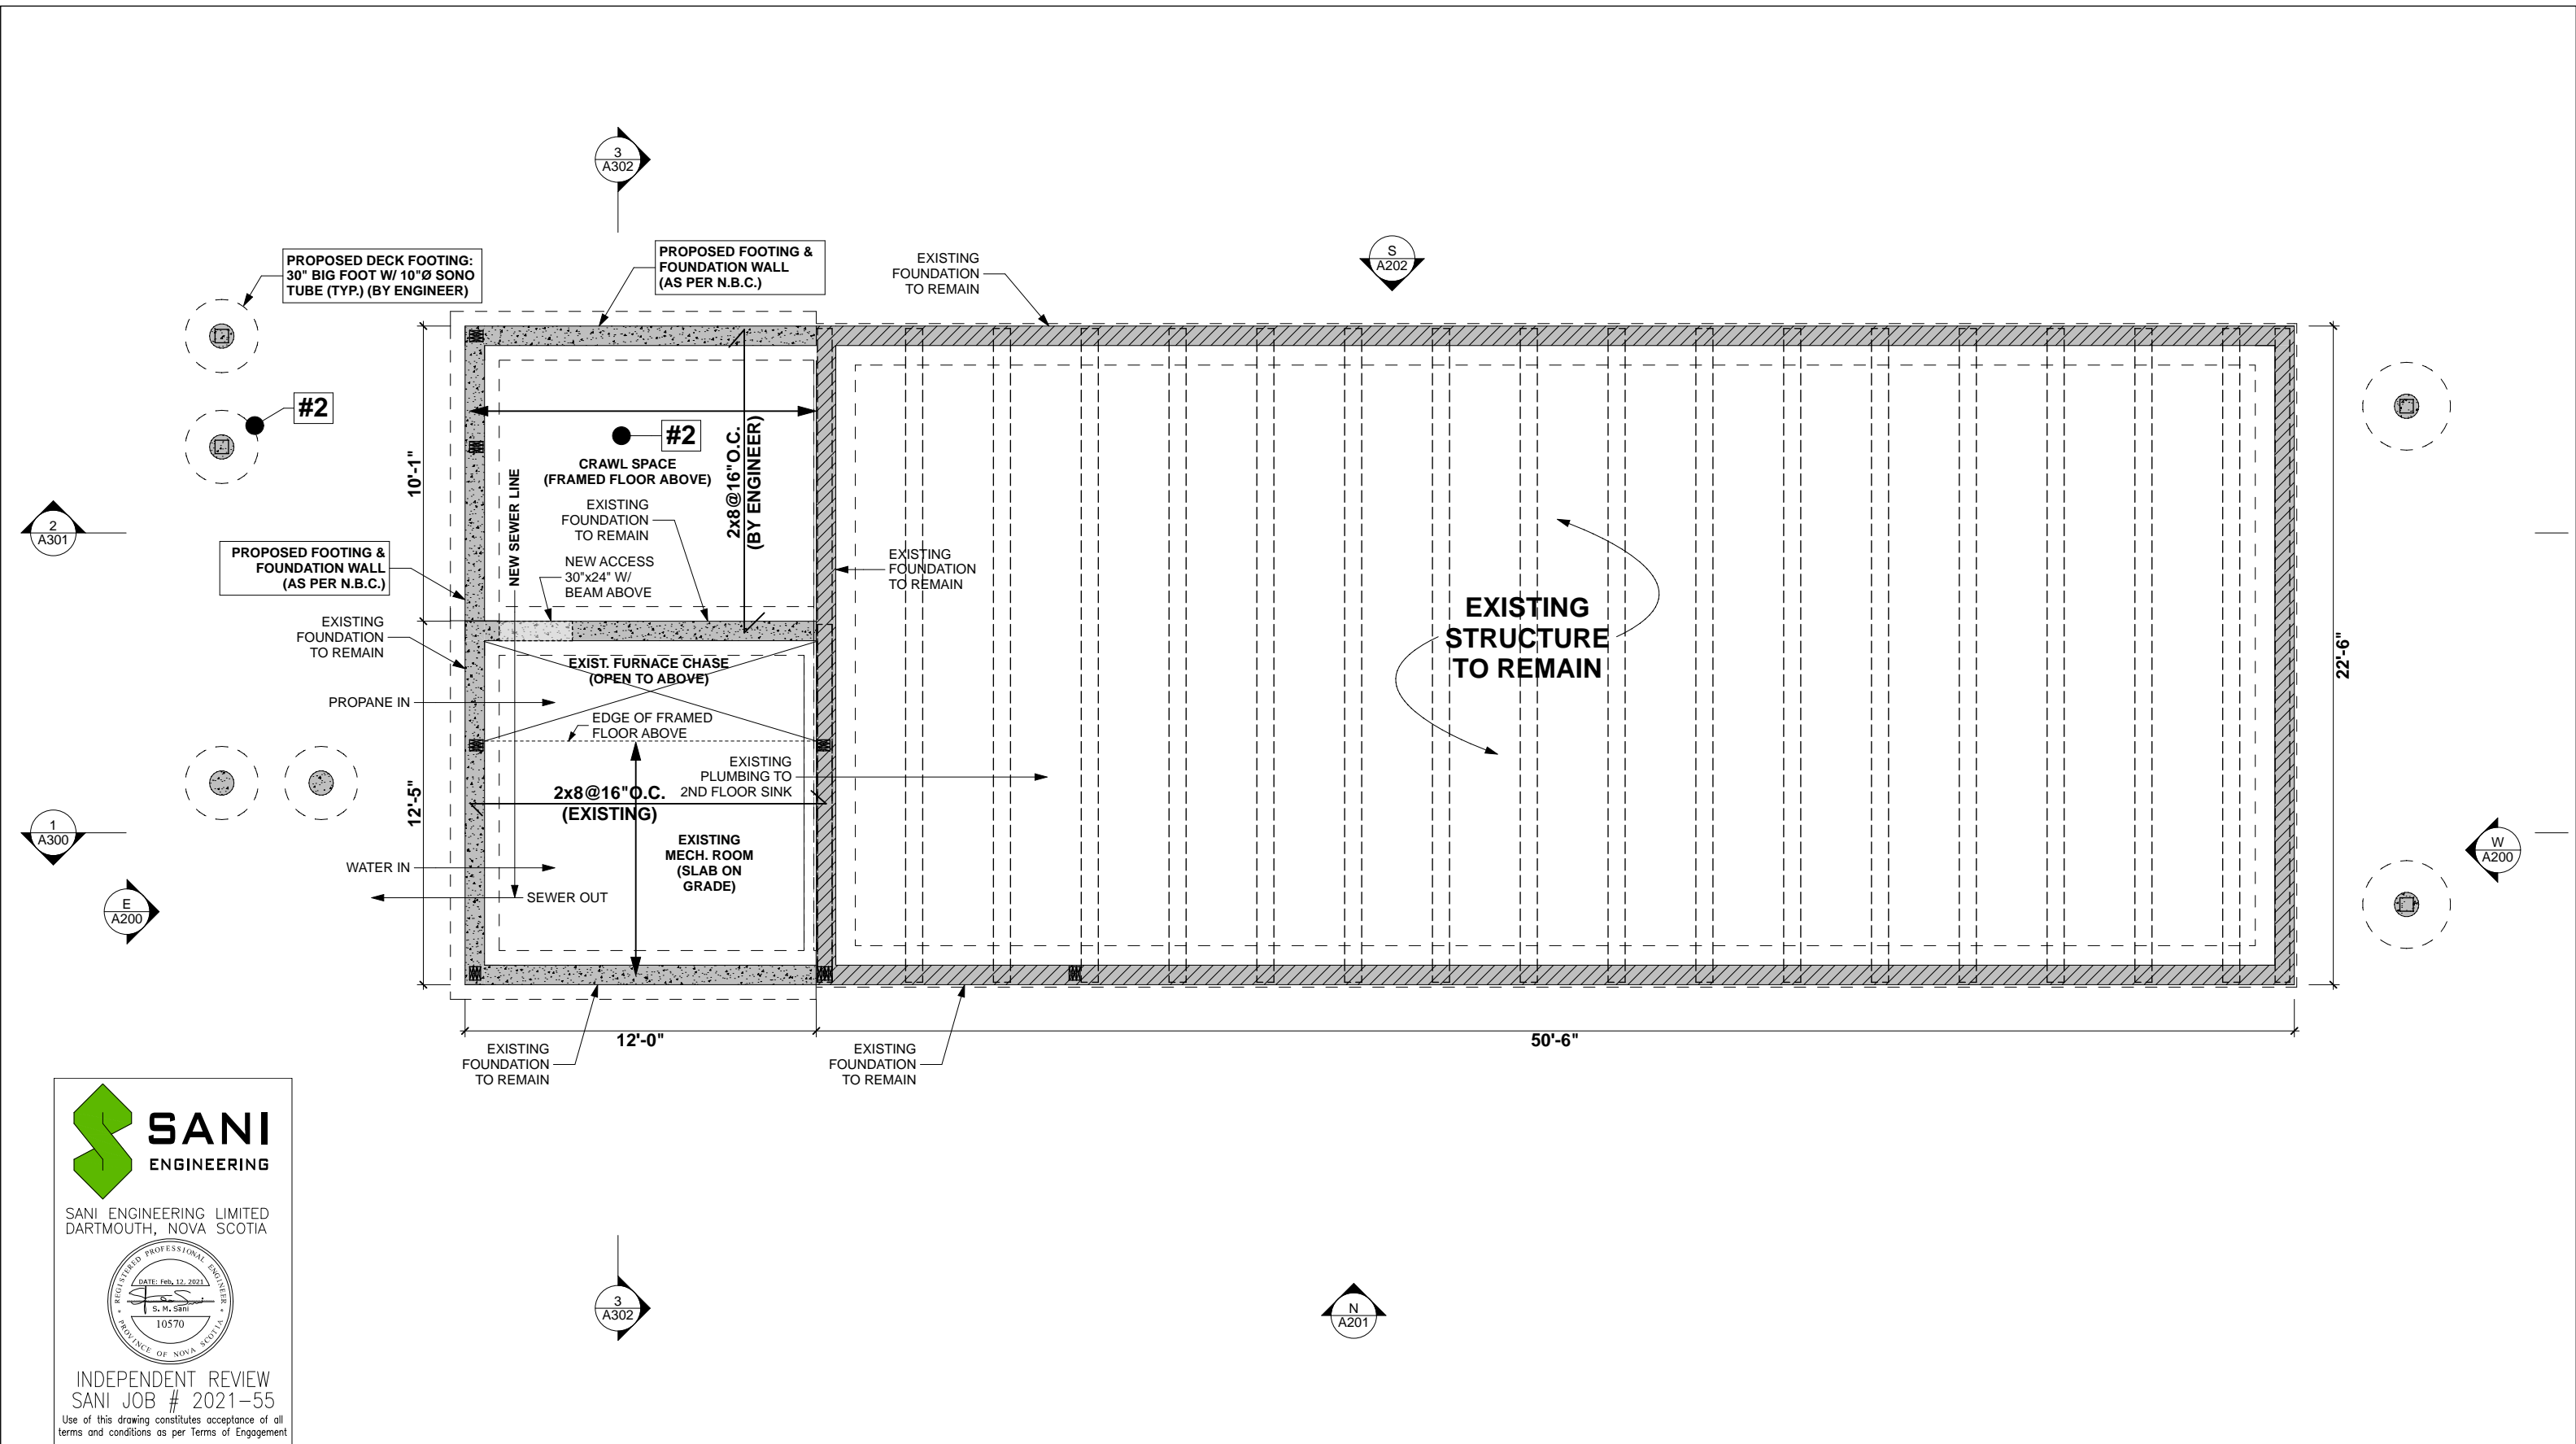 3
A302
PROPOSED DECK FOOTING:
30" BIG FOOT W/ 10"Ø SONO
TUBE (TYP.) (BY ENGINEER)
PROPOSED FOOTING &
FOUNDATION WALL
(AS PER N.B.C.)
EXISTING
FOUNDATION
TO REMAIN
S
A202
#2
#2
CRAWL SPACE
(FRAMED FLOOR ABOVE)
2x8@16"O.C.
(BY ENGINEER)
10'-1"
NEW SEWER LINE
EXISTING
FOUNDATION
TO REMAIN
NEW ACCESS
30"x24" W/
BEAM ABOVE
2
A301
PROPOSED FOOTING &
FOUNDATION WALL
(AS PER N.B.C.)
EXISTING
FOUNDATION
TO REMAIN
EXISTING
FOUNDATION
TO REMAIN
EXISTING
STRUCTURE
TO REMAIN
22'-6"
EXIST. FURNACE CHASE
(OPEN TO ABOVE)
PROPANE IN
EDGE OF FRAMED
FLOOR ABOVE
EXISTING
PLUMBING TO
2ND FLOOR SINK
2x8@16"O.C.
(EXISTING)
12'-5"
1
A300
EXISTING
MECH. ROOM
(SLAB ON
GRADE)
WATER IN
SEWER OUT
E
A200
W
A200
12'-0"
50'-6"
EXISTING
FOUNDATION
TO REMAIN
EXISTING
FOUNDATION
TO REMAIN
SANI
ENGINEERING
SANI ENGINEERING LIMITED
DARTMOUTH, NOVA SCOTIA
REGISTERED PROFESSIONAL ENGINEER
DATE: Feb, 12, 2021
S. M. Sani
10570
PROVINCE OF NOVA SCOTIA
INDEPENDENT REVIEW
SANI JOB # 2021-55
Use of this drawing constitutes acceptance of all
terms and conditions as per Terms of Engagement
3
A302
N
A201